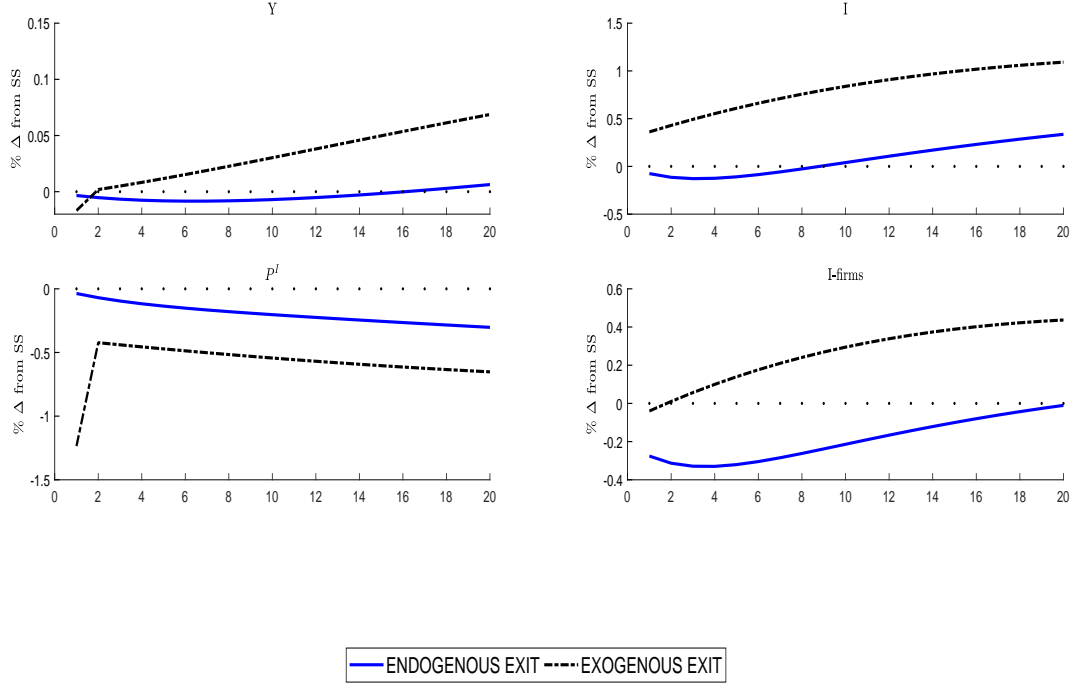 Y
% Δ from SS
0.15
0.1
0.05
0
0 2 4 6 8 10 12 14 16 18 20
I
% Δ from SS
1.5
1
0.5
0
-0.5
0 2 4 6 8 10 12 14 16 18 20
P^I
% Δ from SS
0
-0.5
-1
-1.5
0 2 4 6 8 10 12 14 16 18 20
I-firms
% Δ from SS
0.6
0.4
0.2
0
-0.2
-0.4
0 2 4 6 8 10 12 14 16 18 20
ENDOGENOUS EXIT EXOGENOUS EXIT